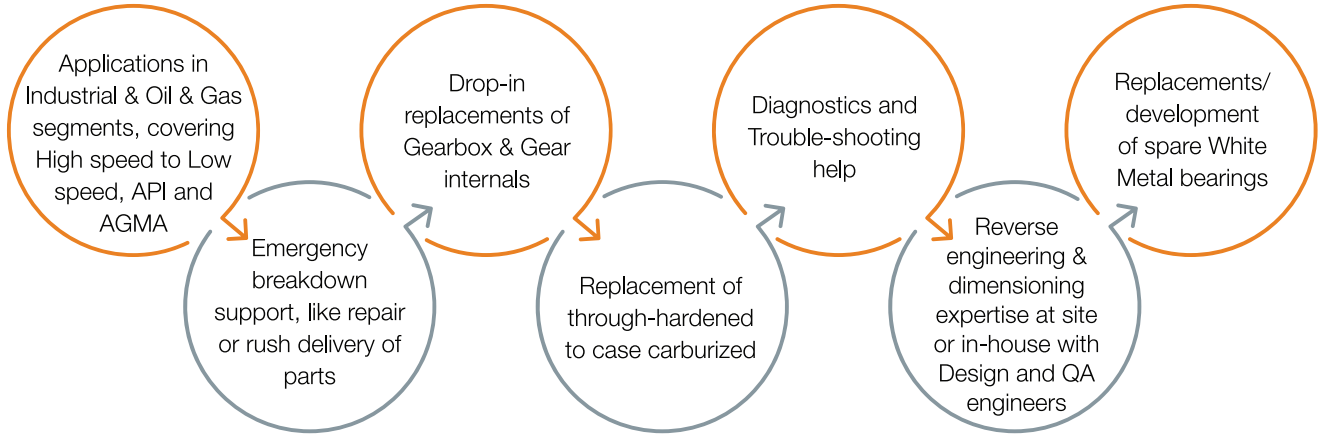 Applications in
Industrial & Oil & Gas
segments, covering
High speed to Low
speed, API and
AGMA
Emergency
breakdown
support, like repair
or rush delivery of
parts
Drop-in
replacements of
Gearbox & Gear
internals
Replacement of
through-hardened
to case carburized
Diagnostics and
Trouble-shooting
help
Reverse
engineering &
dimensioning
expertise at site
or in-house with
Design and QA
engineers
Replacements/
development
of spare White
Metal bearings